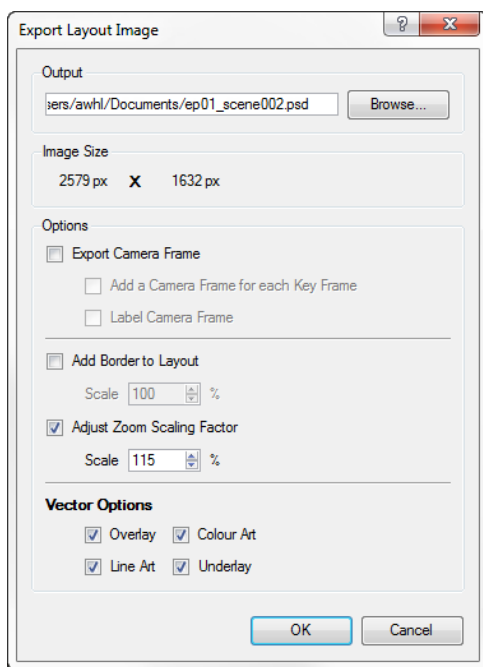 Export Layout Image
Output
sers/awhl/Documents/ep01_scene002.psd
Browse...
Image Size
2579 px X 1632 px
Options
Export Camera Frame
Add a Camera Frame for each Key Frame
Label Camera Frame
Add Border to Layout
Scale 100 %
Adjust Zoom Scaling Factor
Scale 115 %
Vector Options
Overlay Colour Art
Line Art Underlay
OK Cancel